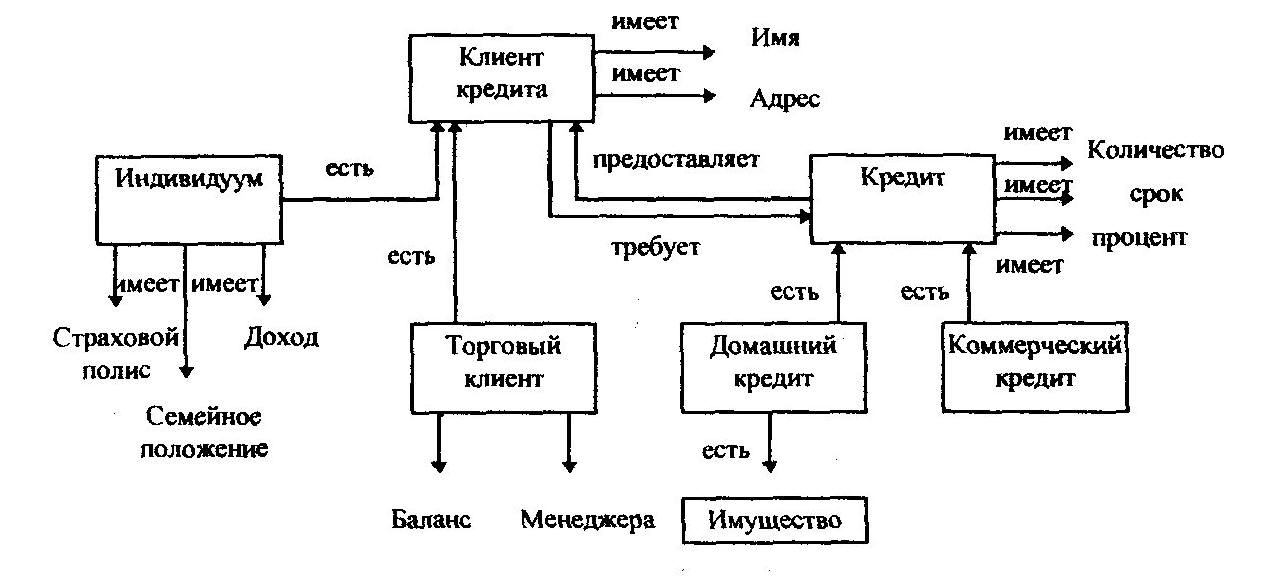 имеет
Имя
Клиент
кредита
имеет
Адрес
имеет
Количество
предоставляет
есть
Индивидуум
Кредит
имеет
срок
процент
требует
есть
имеет
имеет
имеет
есть
есть
Страховой
полис
Доход
Торговый
клиент
Домашний
кредит
Коммерческий
кредит
Семейное
положение
есть
Баланс
Менеджера
Имущество